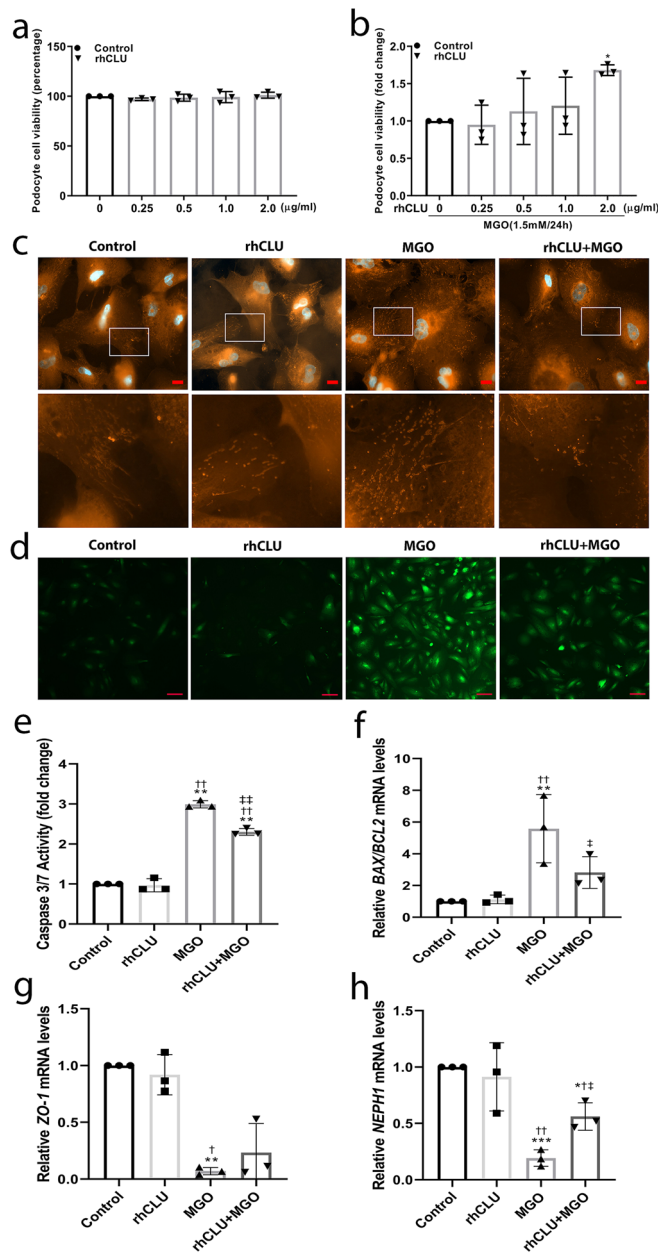 a
Podocyte cell viability (percentage)
150
100
50
0
Control
rhCLU
0 0.25 0.5 1.0 2.0 (μg/ml)
b
Podocyte cell viability (fold change)
2.0
1.5
1.0
0.5
0.0
Control
rhCLU
*
rhCLU 0 0.25 0.5 1.0 2.0 (μg/ml)
MGO(1.5mM/24h)
c
Control rhCLU MGO rhCLU+MGO
d
Control rhCLU MGO rhCLU+MGO
e
Caspase 3/7 Activity (fold change)
4
3
2
1
0
††
**
‡‡
††
**
Control rhCLU MGO rhCLU+MGO
f
Relative BAX/BCL2 mRNA levels
10
8
6
4
2
0
††
**
‡
Control rhCLU MGO rhCLU+MGO
g
Relative ZO-1 mRNA levels
1.5
1.0
0.5
0.0
†
**
Control rhCLU MGO rhCLU+MGO
h
Relative NEPH1 mRNA levels
1.5
1.0
0.5
0.0
††
***
*†‡
Control rhCLU MGO rhCLU+MGO